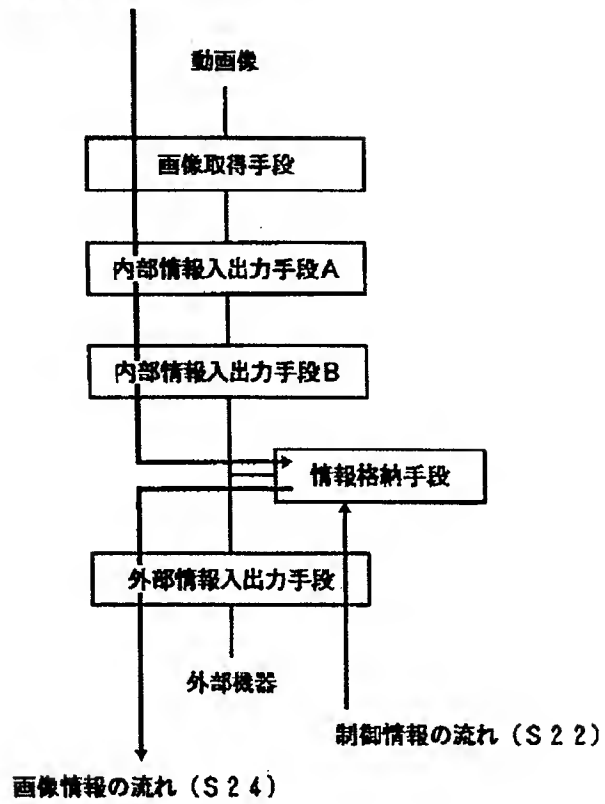 動画像
画像取得手段
内部情報入出力手段A
内部情報入出力手段B
情報格納手段
外部情報入出力手段
外部機器
制御情報の流れ（S22）
画像情報の流れ（S24）